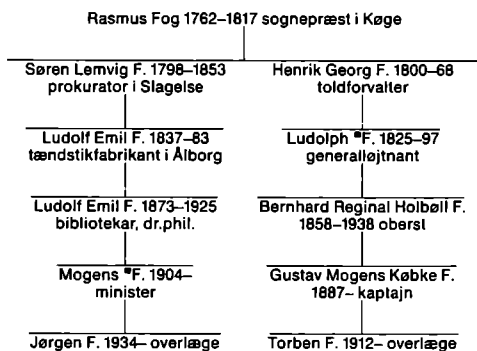 Rasmus Fog 1762–1817 sognepræst i Køge
Søren Lemvig F. 1798–1853
prokurator i Slagelse
Henrik Georg F. 1800–68
toldforvalter
Ludolf Emil F. 1837–83
tændstikfabrikant i Ålborg
Ludolph *F. 1825–97
generalløjtnant
Ludolf Emil F. 1873–1925
bibliotekar, dr.phil.
Bernhard Reginal Holbøll F.
1858–1938 oberst
Mogens *F. 1904–
minister
Gustav Mogens Købke F.
1887– kaptajn
Jørgen F. 1934– overlæge
Torben F. 1912– overlæge